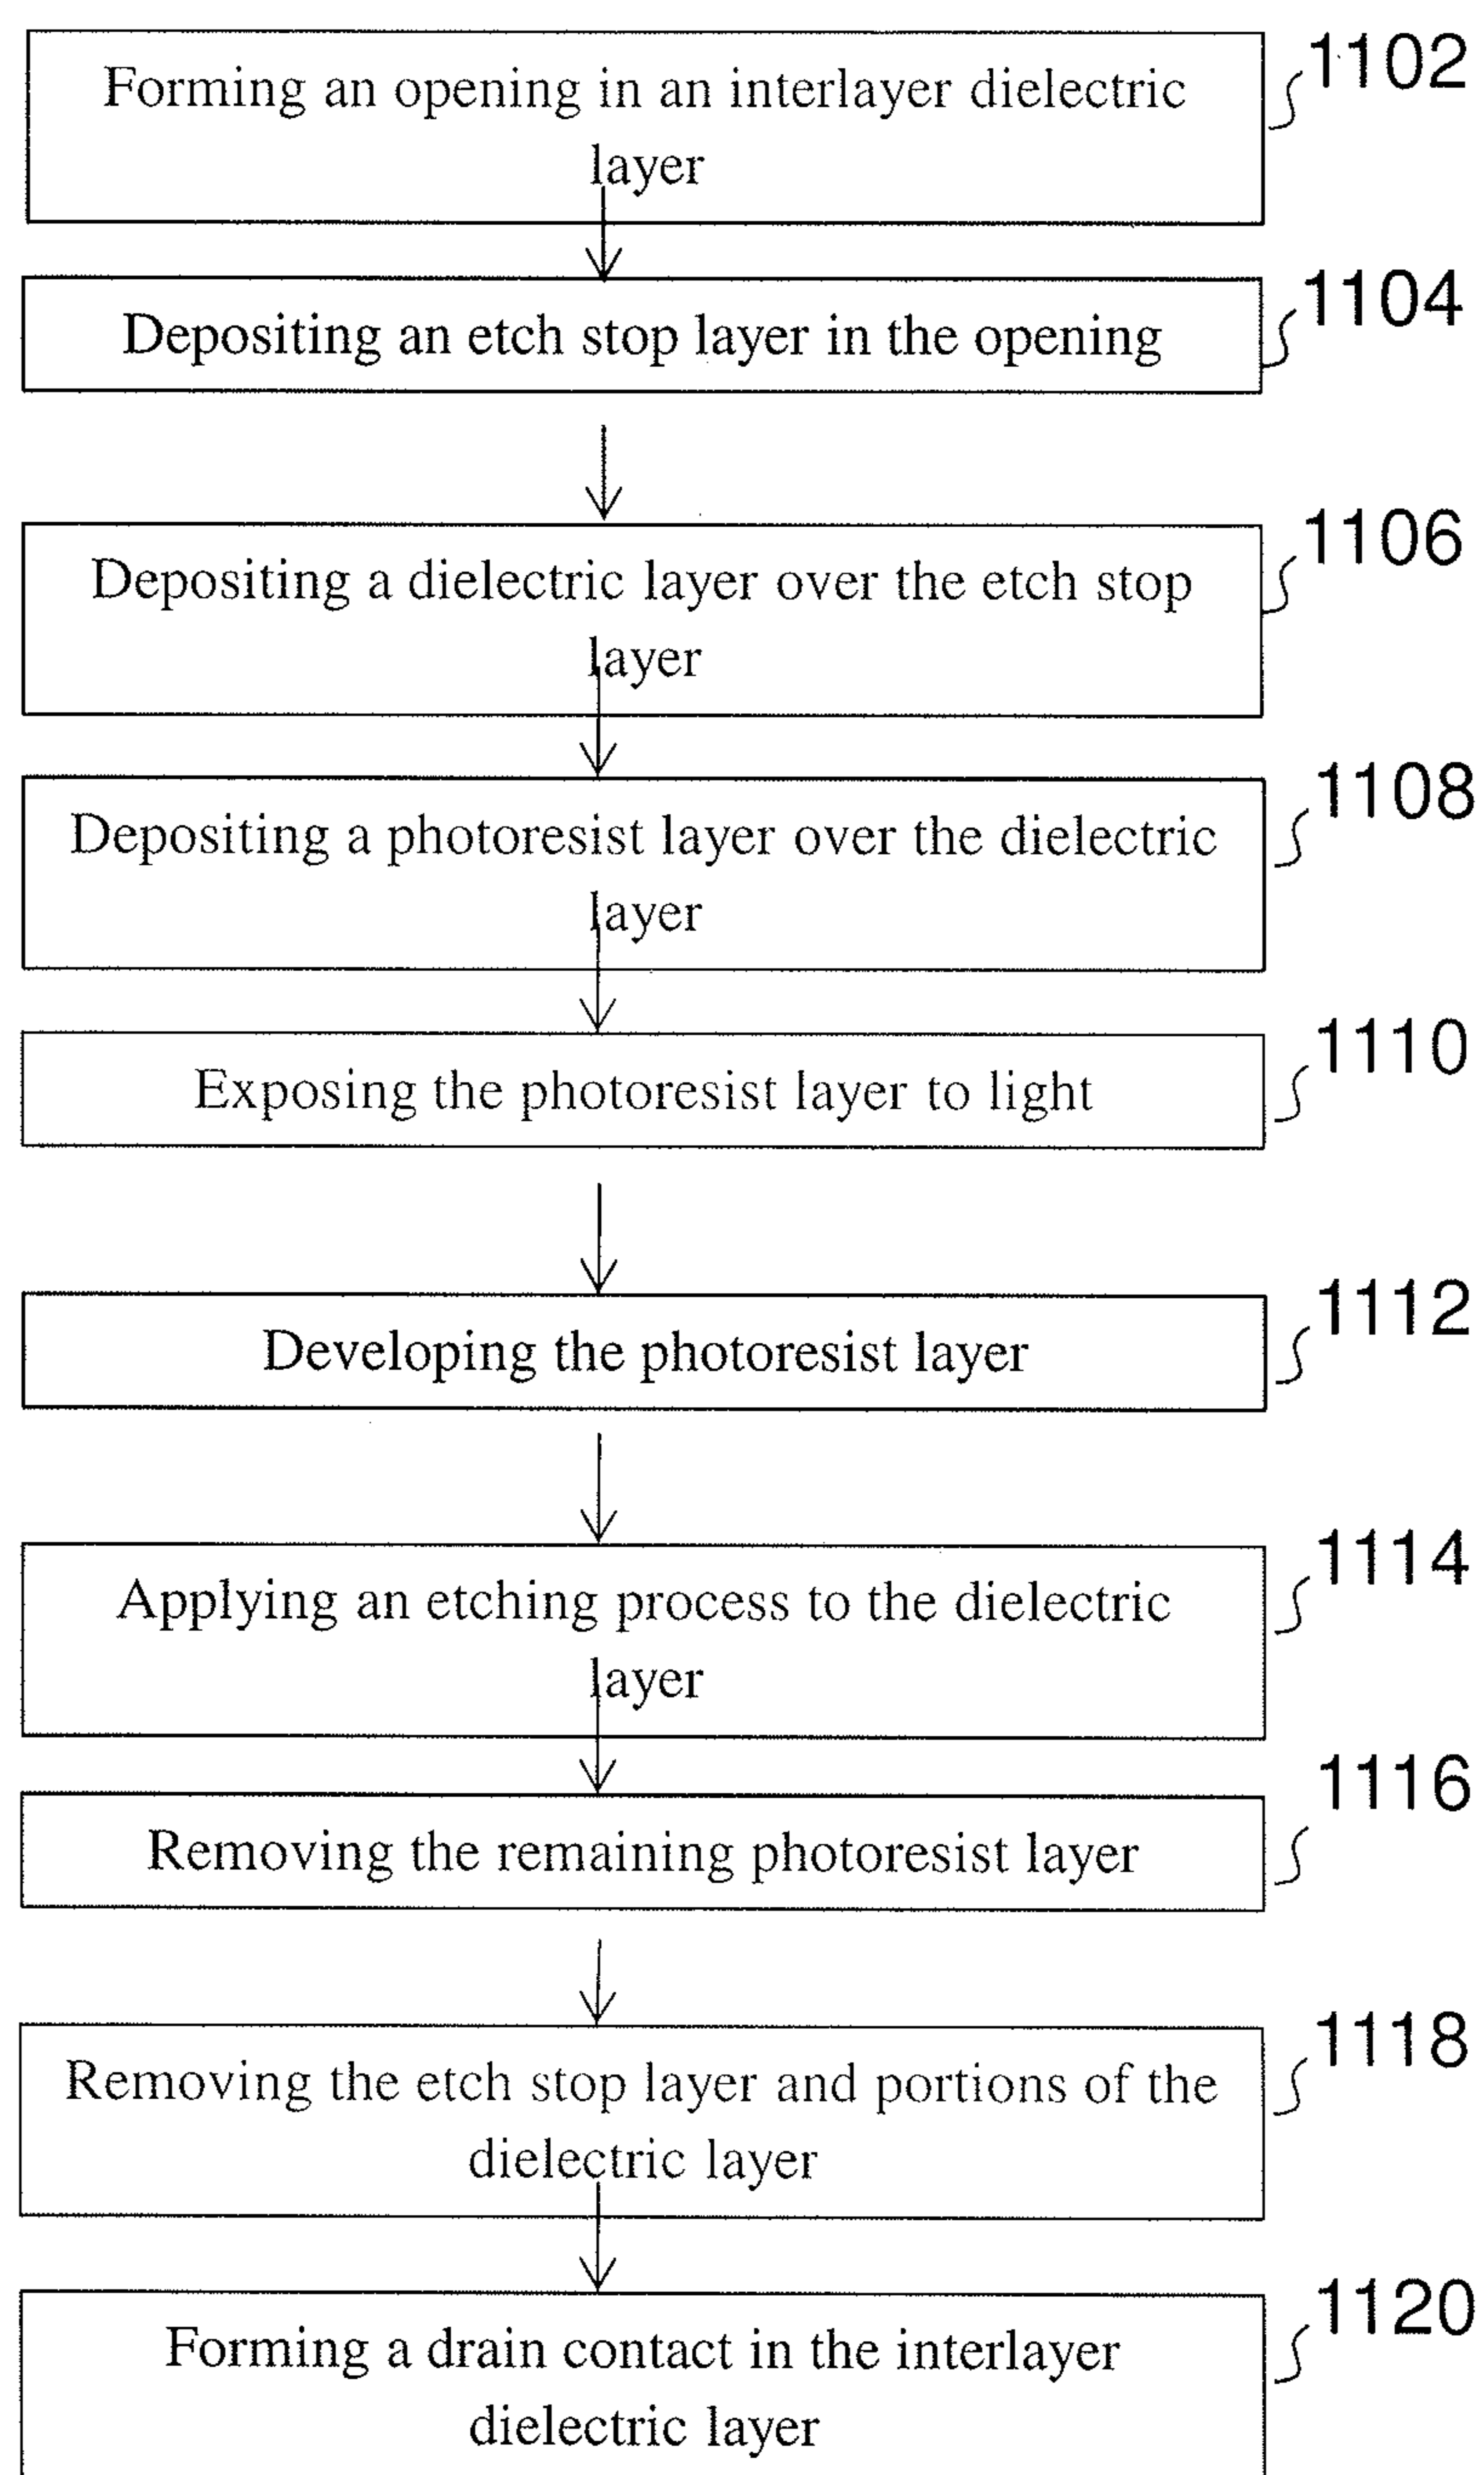 1102
Forming an opening in an interlayer dielectric
layer
1104
Depositing an etch stop layer in the opening
1106
Depositing a dielectric layer over the etch stop
layer
1108
Depositing a photoresist layer over the dielectric
layer
1110
Exposing the photoresist layer to light
1112
Developing the photoresist layer
1114
Applying an etching process to the dielectric
layer
1116
Removing the remaining photoresist layer
1118
Removing the etch stop layer and portions of the
dielectric layer
1120
Forming a drain contact in the interlayer
dielectric layer